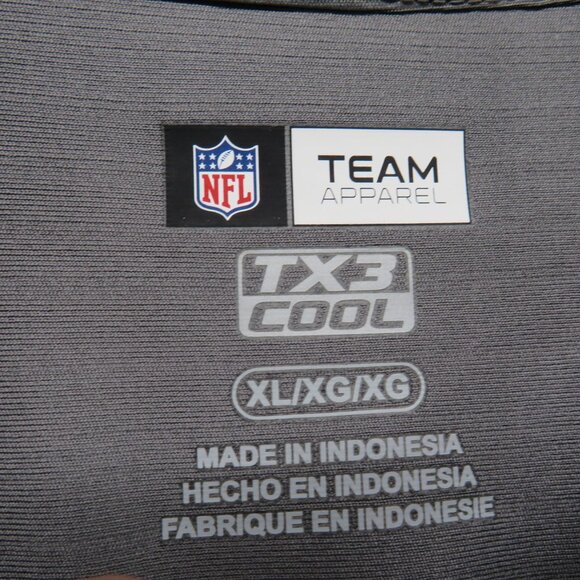 NFL
TEAM
APPAREL
TX3
COOL
XL/XG/XG
MADE IN INDONESIA
HECHO EN INDONESIA
FABRIQUE EN INDONESIE